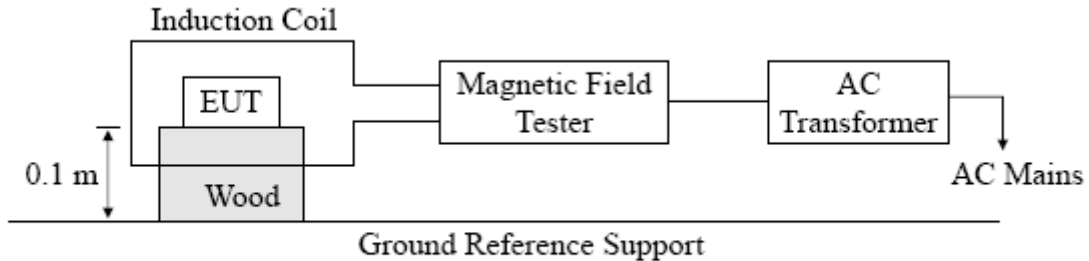 Induction Coil
EUT
Magnetic Field
Tester
AC
Transformer
0.1 m
Wood
AC Mains
Ground Reference Support